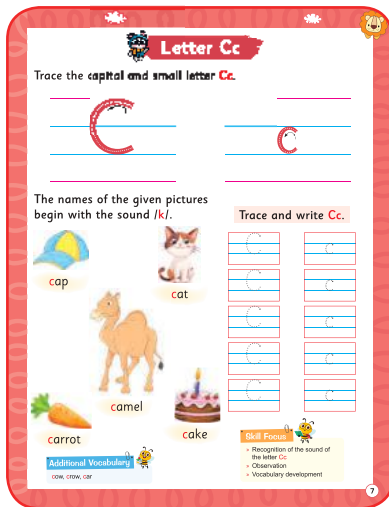 Letter Cc
Trace the capital and small letter Cc.
C
c
The names of the given pictures
begin with the sound /k/.
cap
cat
camel
carrot
cake
Additional Vocabulary
cow, crow, car
Trace and write Cc.
C c
C c
C c
C c
C c
Skill Focus
Recognition of the sound of
the letter Cc
Observation
Vocabulary development
7